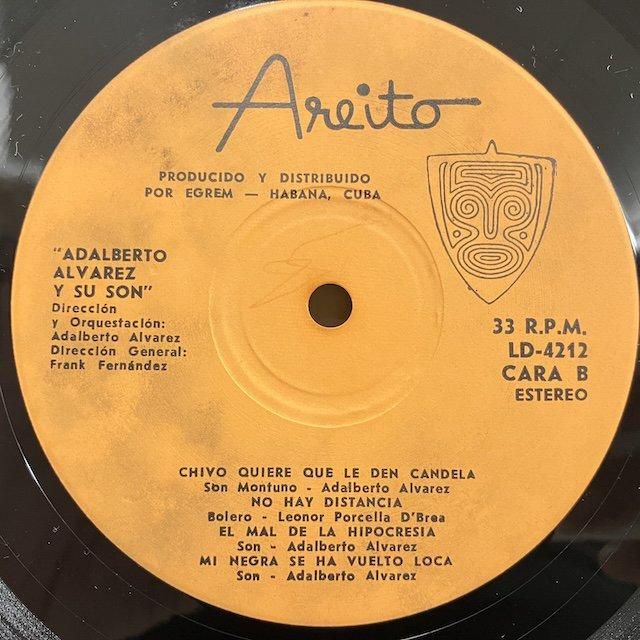 Areito
PRODUCIDO Y DISTRIBUIDO
POR EGREM — HABANA, CUBA
"ADALBERTO
ALVAREZ
Y SU SON"
Dirección
y Orquestación:
Adalberto Alvarez
Dirección General:
Frank Fernández
33 R.P.M.
LD-4212
CARA B
ESTEREO
CHIVO QUIERE QUE LE DEN CANDELA
Son Montuno - Adalberto Alvarez
NO HAY DISTANCIA
Bolero - Leonor Porcella D'Brea
EL MAL DE LA HIPOCRESIA
Son - Adalberto Alvarez
MI NEGRA SE HA VUELTO LOCA
Son - Adalberto Alvarez